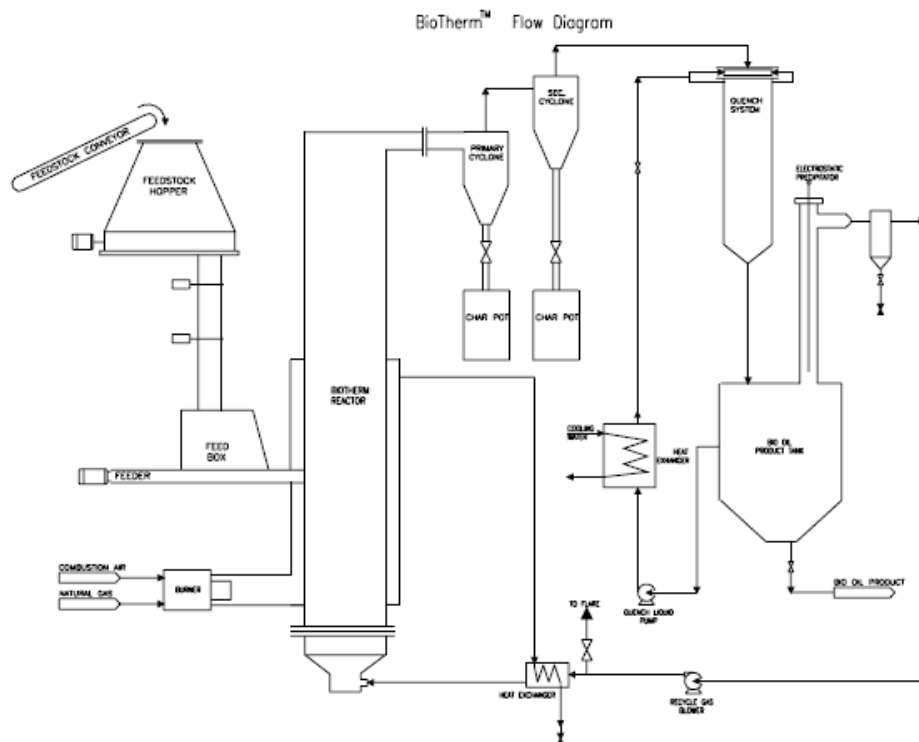 BioTherm™ Flow Diagram
FEEDSTOCK CONVEYOR
FEEDSTOCK
HOPPER
PRIMARY
CYCLONE
SEC.
CYCLONE
QUENCH
SYSTEM
ELECTROSTATIC
PRECIPITATOR
CHAR POT
CHAR POT
BIOTHERM
REACTOR
FEED
BOX
FEEDER
COOLING
WATER
HEAT
EXHANGER
BIO OIL
PRODUCT TANK
COMBUSTION AIR
NATURAL GAS
BURNER
BIO OIL PRODUCT
QUENCH LIQUID
PUMP
TO FLARE
HEAT EXCHANGER
RECYCLE GAS
BLOWER